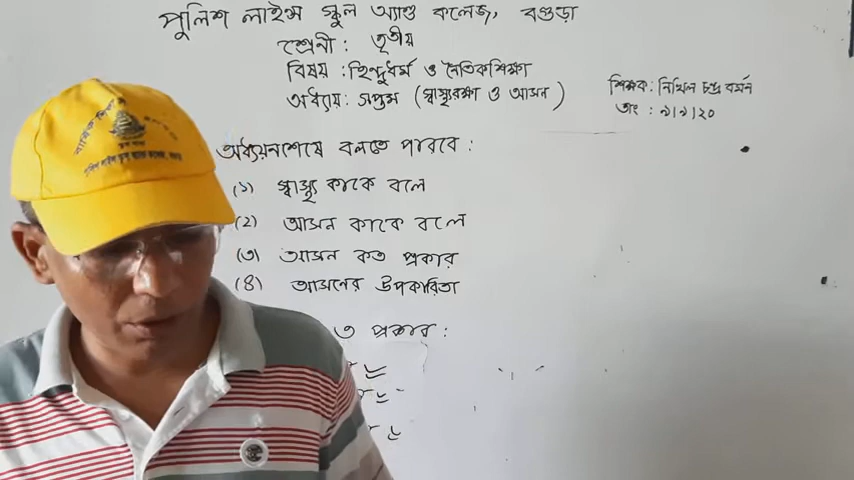 পুলিশ লাইন্স স্কুল অ্যাণ্ড কলেজ, বগুড়া
শ্রেনী : তৃতীয়
বিষয় : হিন্দুধর্ম ও নৈতিকশিক্ষা
অধ্যায় : সপ্তম (স্বাস্থ্যরক্ষা ও আসন)
শিক্ষক : নিখিল চন্দ্র বর্মন
তাং : ৯।৯।২০
অধ্যয়নশেষে বলতে পারবে :
(১) স্বাস্থ্য কাকে বলে
(২) আসন কাকে বলে
(৩) আসন কত প্রকার
(৪) আসনের উপকারিতা
৩ প্রকার :